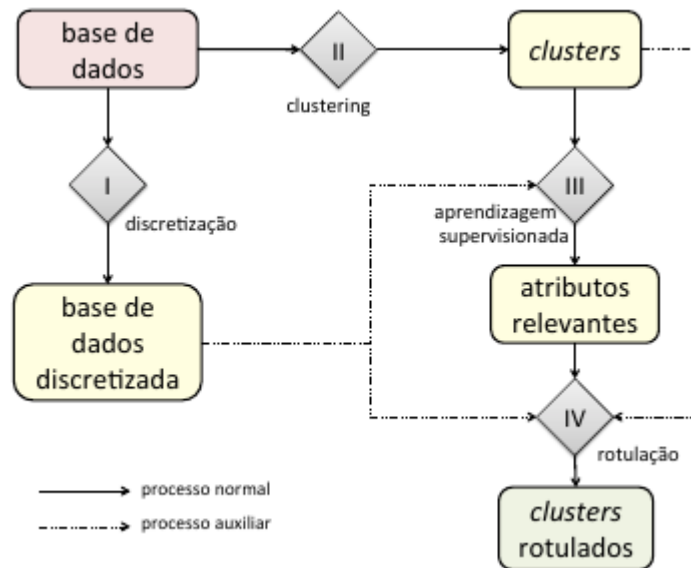 base de
dados
II
clustering
clusters
I
discretização
III
aprendizagem
supervisionada
base de
dados
discretizada
atributos
relevantes
IV
rotulação
processo normal
processo auxiliar
clusters
rotulados